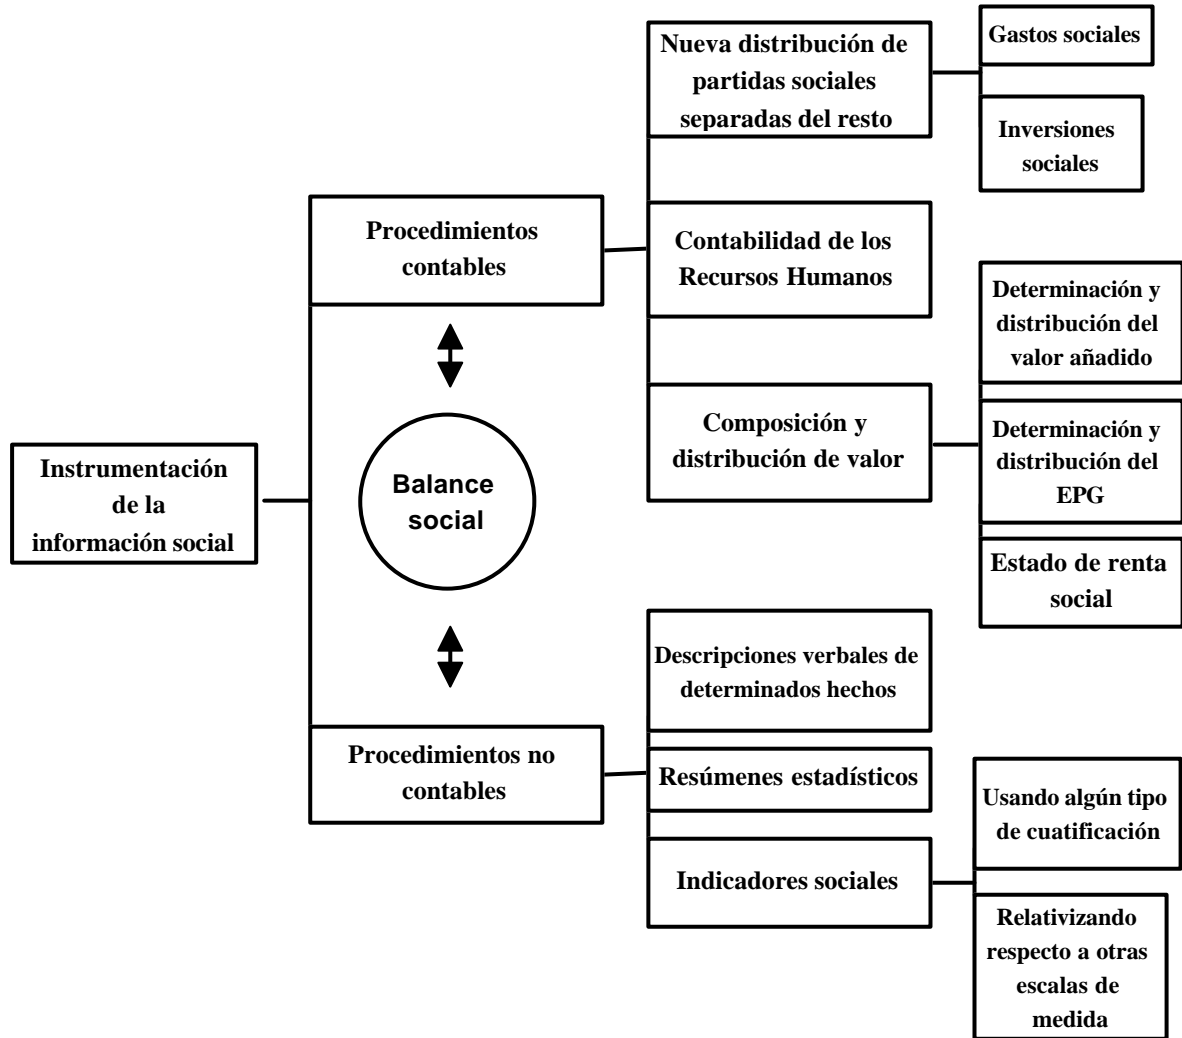 Instrumentación
de la
información social
Procedimientos
contables
Balance
social
Procedimientos no
contables
Nueva distribución de
partidas sociales
separadas del resto
Contabilidad de los
Recursos Humanos
Composición y
distribución de valor
Descripciones verbales de
determinados hechos
Resúmenes estadísticos
Indicadores sociales
Gastos sociales
Inversiones
sociales
Determinación y
distribución del
valor añadido
Determinación y
distribución del
EPG
Estado de renta
social
Usando algún tipo
de cuatificación
Relativizando
respecto a otras
escalas de
medida